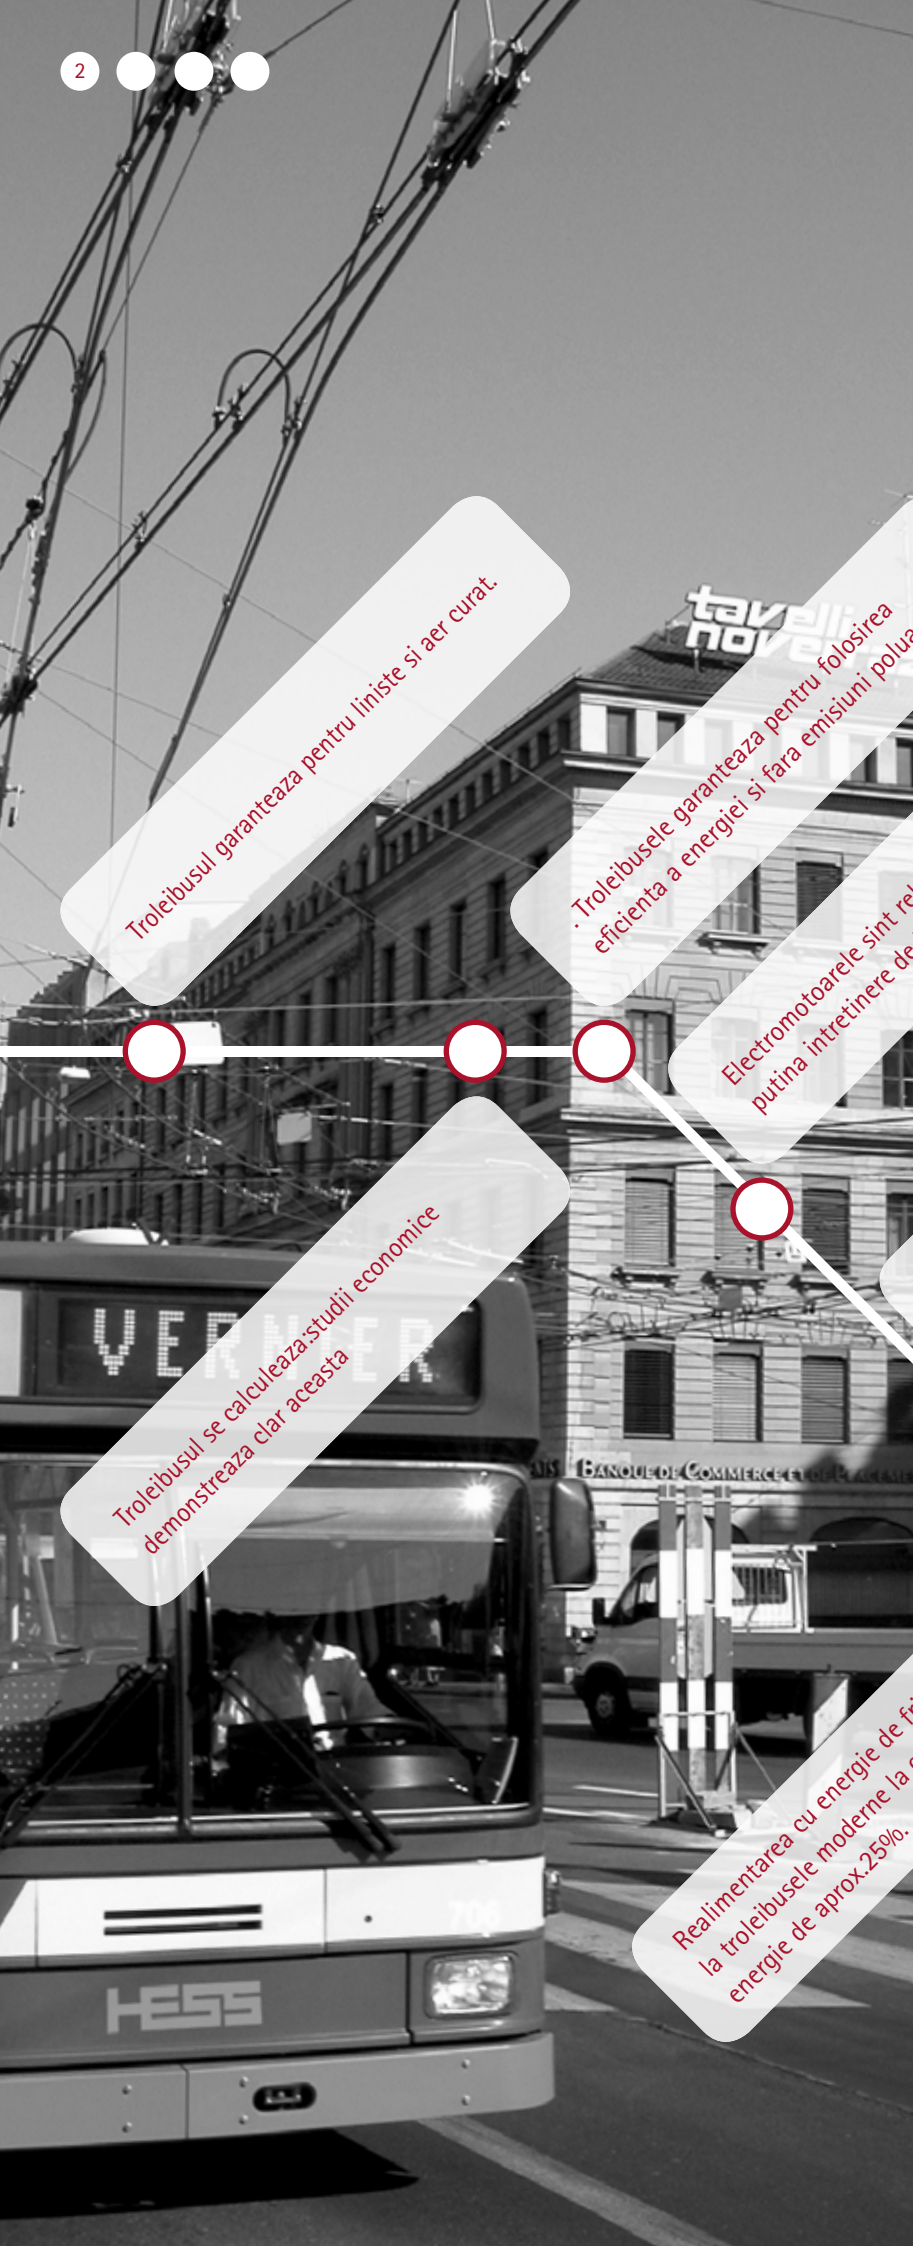 2
Troleibusul garanteaza pentru liniste si aer curat.
tavelli
· Troleibusele garanteaza pentru folosirea
eficienta a energiei si fara emisiuni
Electromotoarele sint
putina intretinere
Troleibusul se calculeaza:studii economice
demonstreaza clar aceasta
VERNIER
BANQUE DE COMMERCE ET DE
Realimentarea cu energie de
la troleibusele moderne la
energie de aprox.25%.
706
HESS